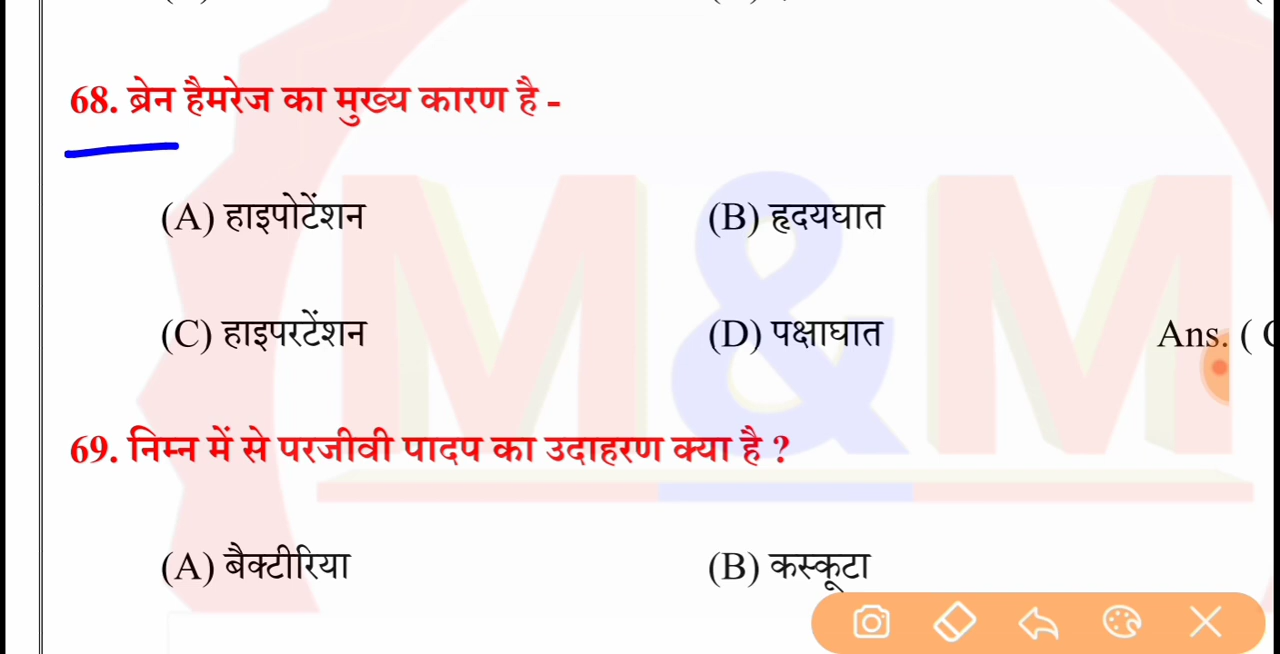 68. ब्रेन हैमरेज का मुख्य कारण है -
(A) हाइपोटेंशन (B) हृदयघात
(C) हाइपरटेंशन (D) पक्षाघात Ans. ( C
69. निम्न में से परजीवी पादप का उदाहरण क्या है ?
(A) बैक्टीरिया (B) कस्कूटा
M&M